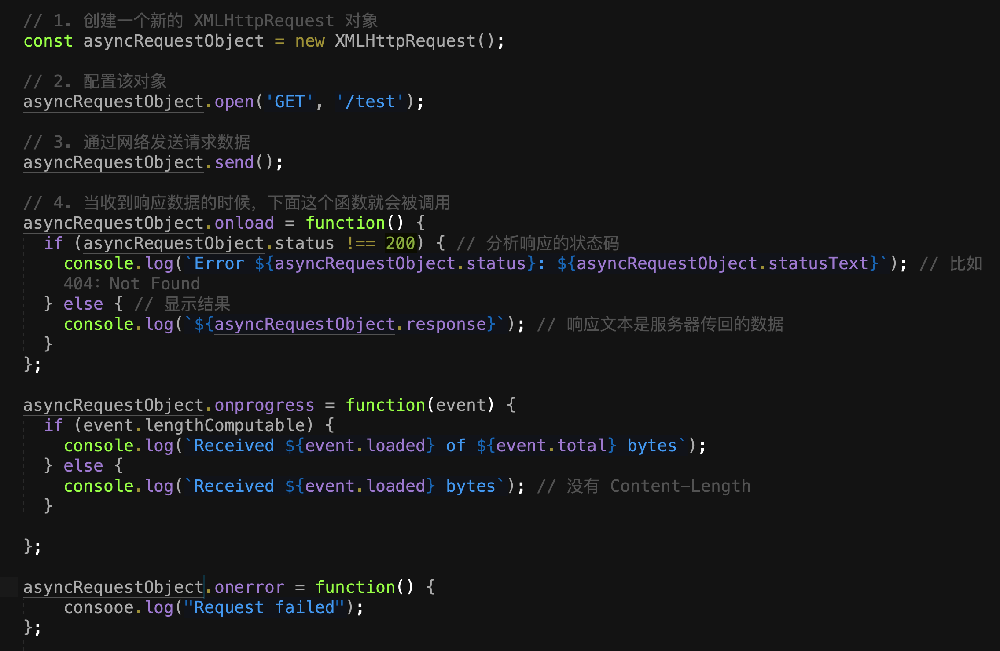 // 1. 创建一个新的 XMLHttpRequest 对象
const asyncRequestObject = new XMLHttpRequest();
// 2. 配置该对象
asyncRequestObject.open('GET', '/test');
// 3. 通过网络发送请求数据
asyncRequestObject.send();
// 4. 当收到响应数据的时候，下面这个函数就会被调用
asyncRequestObject.onload = function() {
  if (asyncRequestObject.status !== 200) { // 分析响应的状态码
    console.log(`Error ${asyncRequestObject.status}: ${asyncRequestObject.statusText}`); // 比如
    404：Not Found
  } else { // 显示结果
    console.log(`${asyncRequestObject.response}`); // 响应文本是服务器传回的数据
  }
};
asyncRequestObject.onprogress = function(event) {
  if (event.lengthComputable) {
    console.log(`Received ${event.loaded} of ${event.total} bytes`);
  } else {
    console.log(`Received ${event.loaded} bytes`); // 没有 Content-Length
  }
};
asyncRequestObject.onerror = function() {
    consooe.log("Request failed");
};